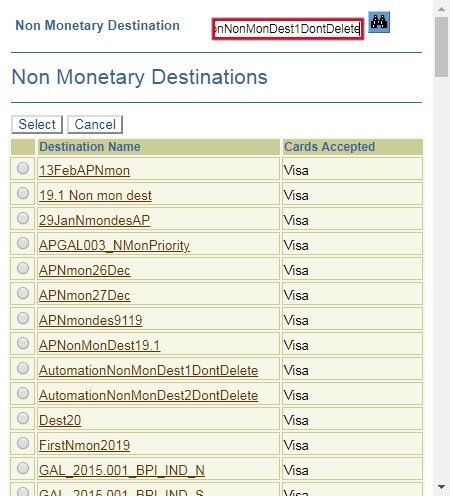 Non Monetary Destination onNonMonDest1DontDelete
Non Monetary Destinations
Select Cancel
Destination Name Cards Accepted
13FebAPNmon Visa
19.1 Non mon dest Visa
29JanNmondesAP Visa
APGAL003_NMonPriority Visa
APNmon26Dec Visa
APNmon27Dec Visa
APNmondes9119 Visa
APNonMonDest19.1 Visa
AutomationNonMonDest1DontDelete Visa
AutomationNonMonDest2DontDelete Visa
Dest20 Visa
FirstNmon2019 Visa
GAL_2015.001_BPI_IND_N Visa
GAL_2015.001_BPI_IND_S Visa